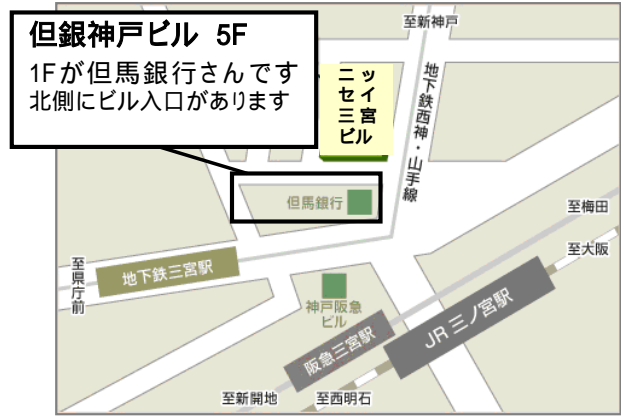 但銀神戸ビル 5F
1Fが但馬銀行さんです
北側にビル入口があります
至新神戸
ニッ
セイ
三宮
ビル
地下鉄西神・山手線
但馬銀行
至梅田
至大阪
至県庁前
地下鉄三宮駅
神戸阪急
ビル
JR三ノ宮駅
阪急三宮駅
至新開地
至西明石